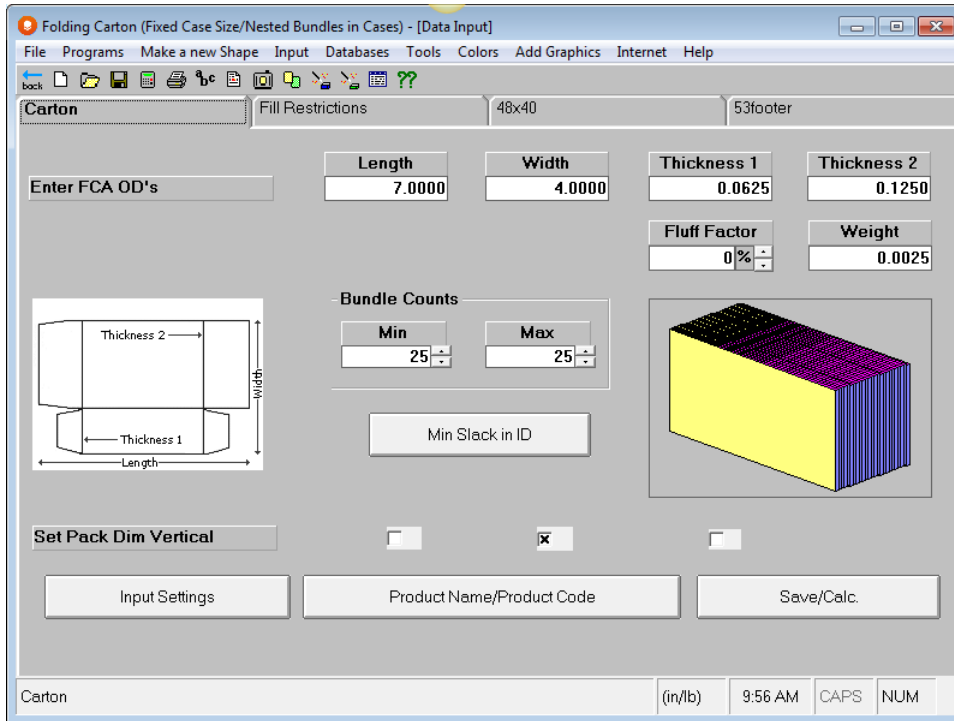 Folding Carton (Fixed Case Size/Nested Bundles in Cases) - [Data Input]
File Programs Make a new Shape Input Databases Tools Colors Add Graphics Internet Help
back abc ??
Carton Fill Restrictions 48x40 53footer
Length Width Thickness 1 Thickness 2
Enter FCA OD's 7.0000 4.0000 0.0625 0.1250
Fluff Factor Weight
0 % 0.0025
Bundle Counts
Min Max
25 25
Thickness 2
Width
Thickness 1
Length
Min Slack in ID
Set Pack Dim Vertical
Input Settings Product Name/Product Code Save/Calc.
Carton (in/lb) 9:56 AM CAPS NUM